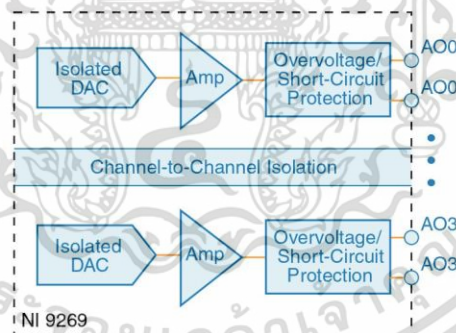 Isolated
DAC
Amp
Overvoltage/
Short-Circuit
Protection
AO0
AO0
Channel-to-Channel Isolation
Isolated
DAC
Amp
Overvoltage/
Short-Circuit
Protection
AO3
AO3
NI 9269